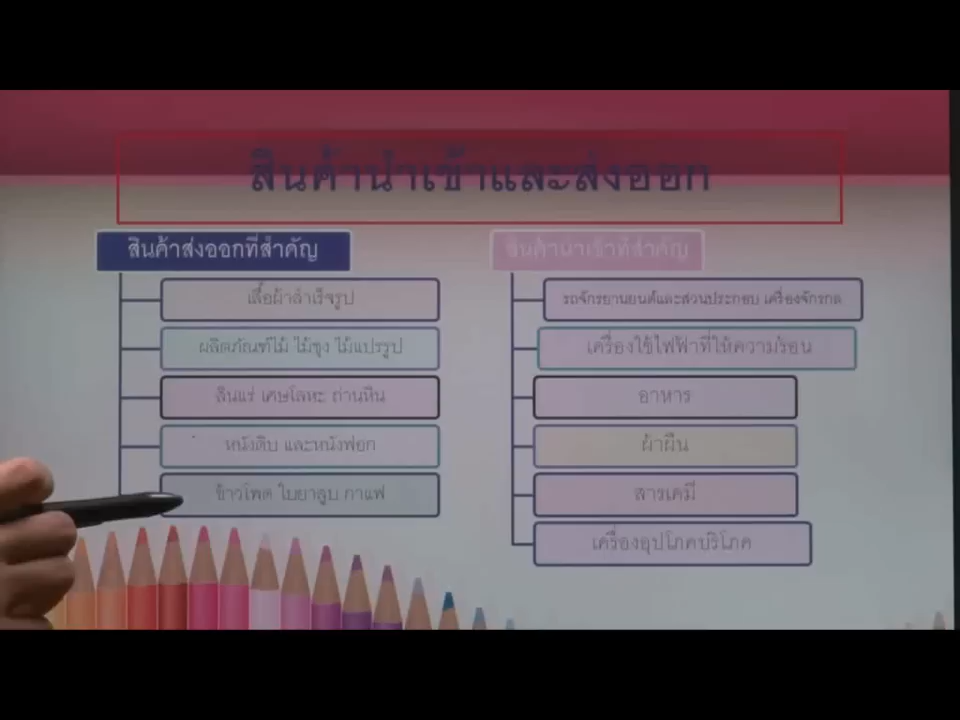 สินค้านำเข้าและส่งออก
สินค้าส่งออกที่สำคัญ
เสื้อผ้าสำเร็จรูป
ผลิตภัณฑ์ไม้ ไม้ซุง ไม้แปรรูป
สินแร่ เศษโลหะ ถ่านหิน
หนังดิบ และหนังฟอก
ข้าวโพด ใบยาสูบ กาแฟ
สินค้านำเข้าที่สำคัญ
รถจักรยานยนต์และส่วนประกอบ เครื่องจักรกล
เครื่องใช้ไฟฟ้าที่ให้ความร้อน
อาหาร
ผ้าผืน
สารเคมี
เครื่องอุปโภคบริโภค